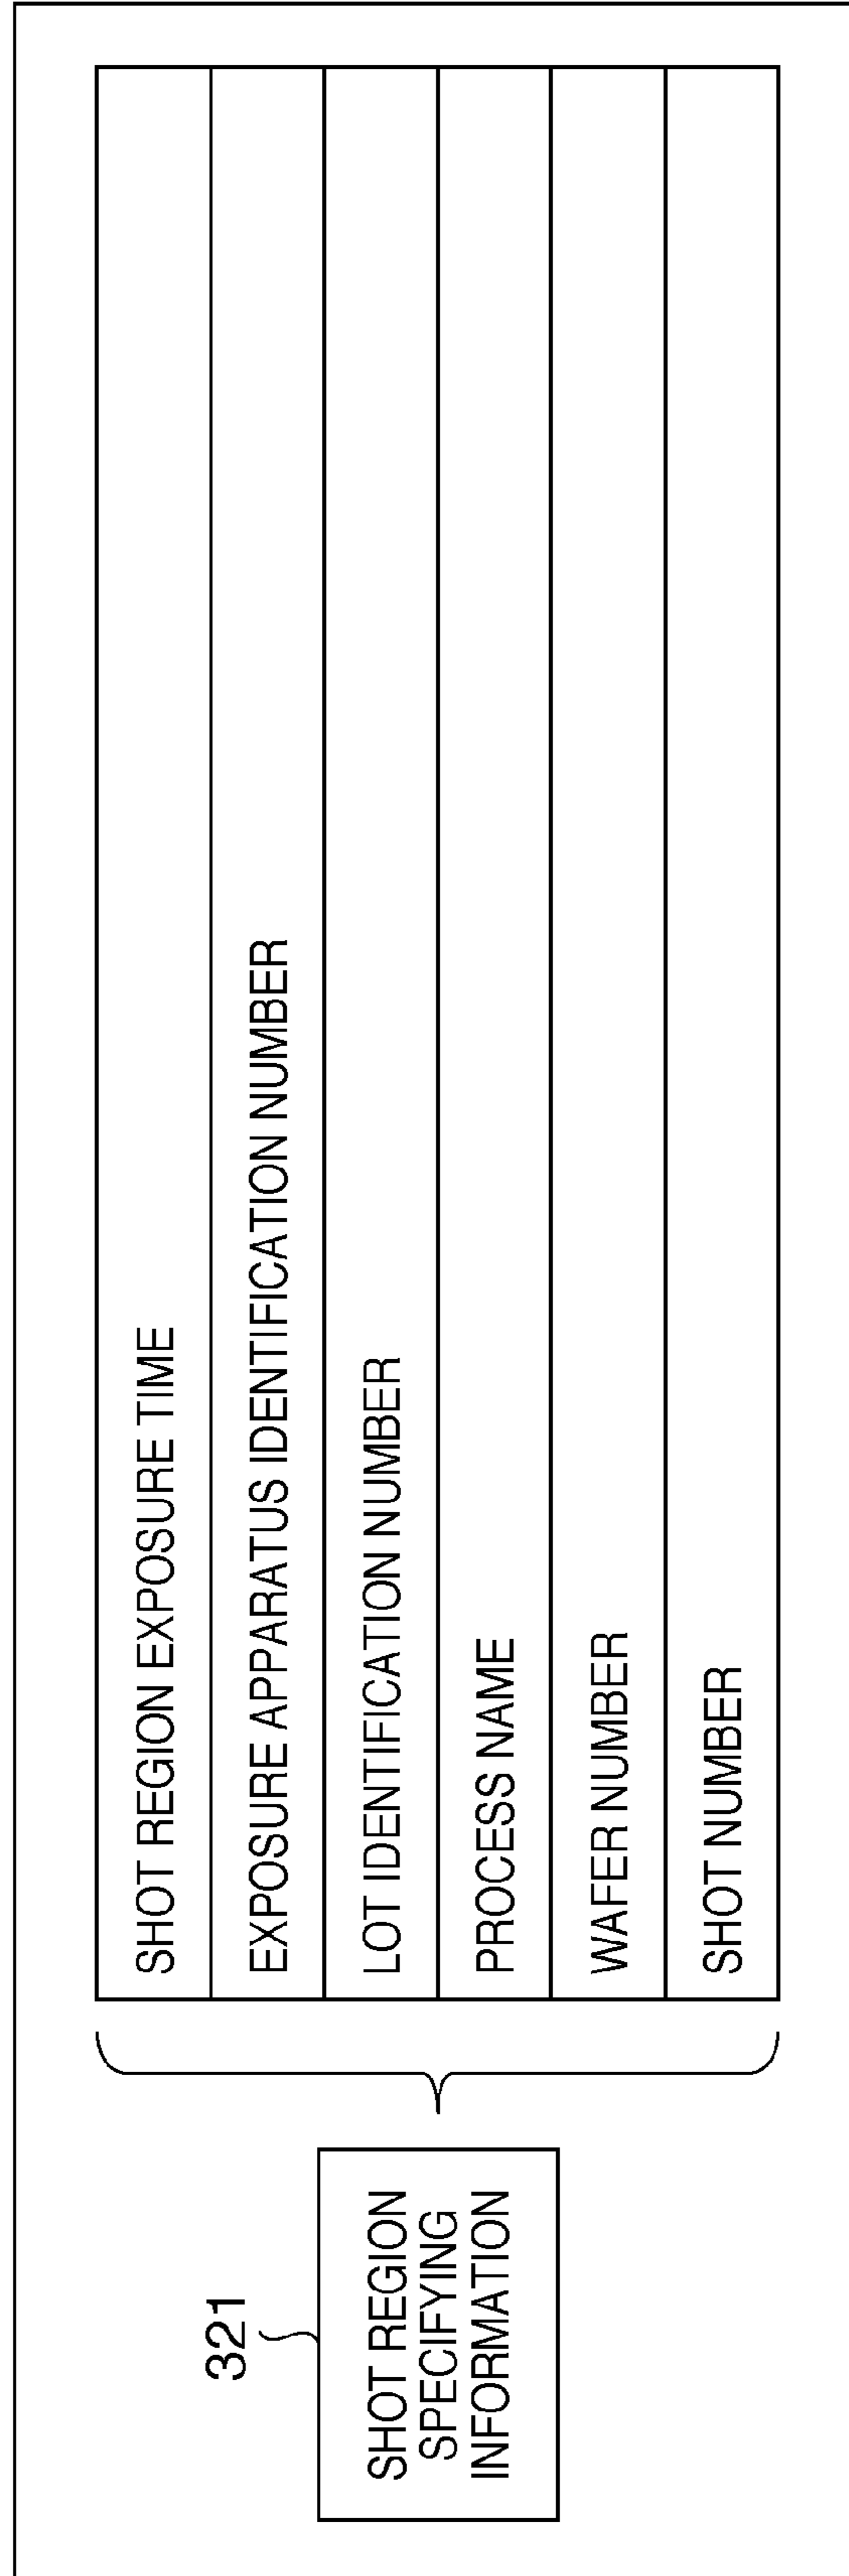 321
SHOT REGION
SPECIFYING
INFORMATION
SHOT REGION EXPOSURE TIME
EXPOSURE APPARATUS IDENTIFICATION NUMBER
LOT IDENTIFICATION NUMBER
PROCESS NAME
WAFER NUMBER
SHOT NUMBER